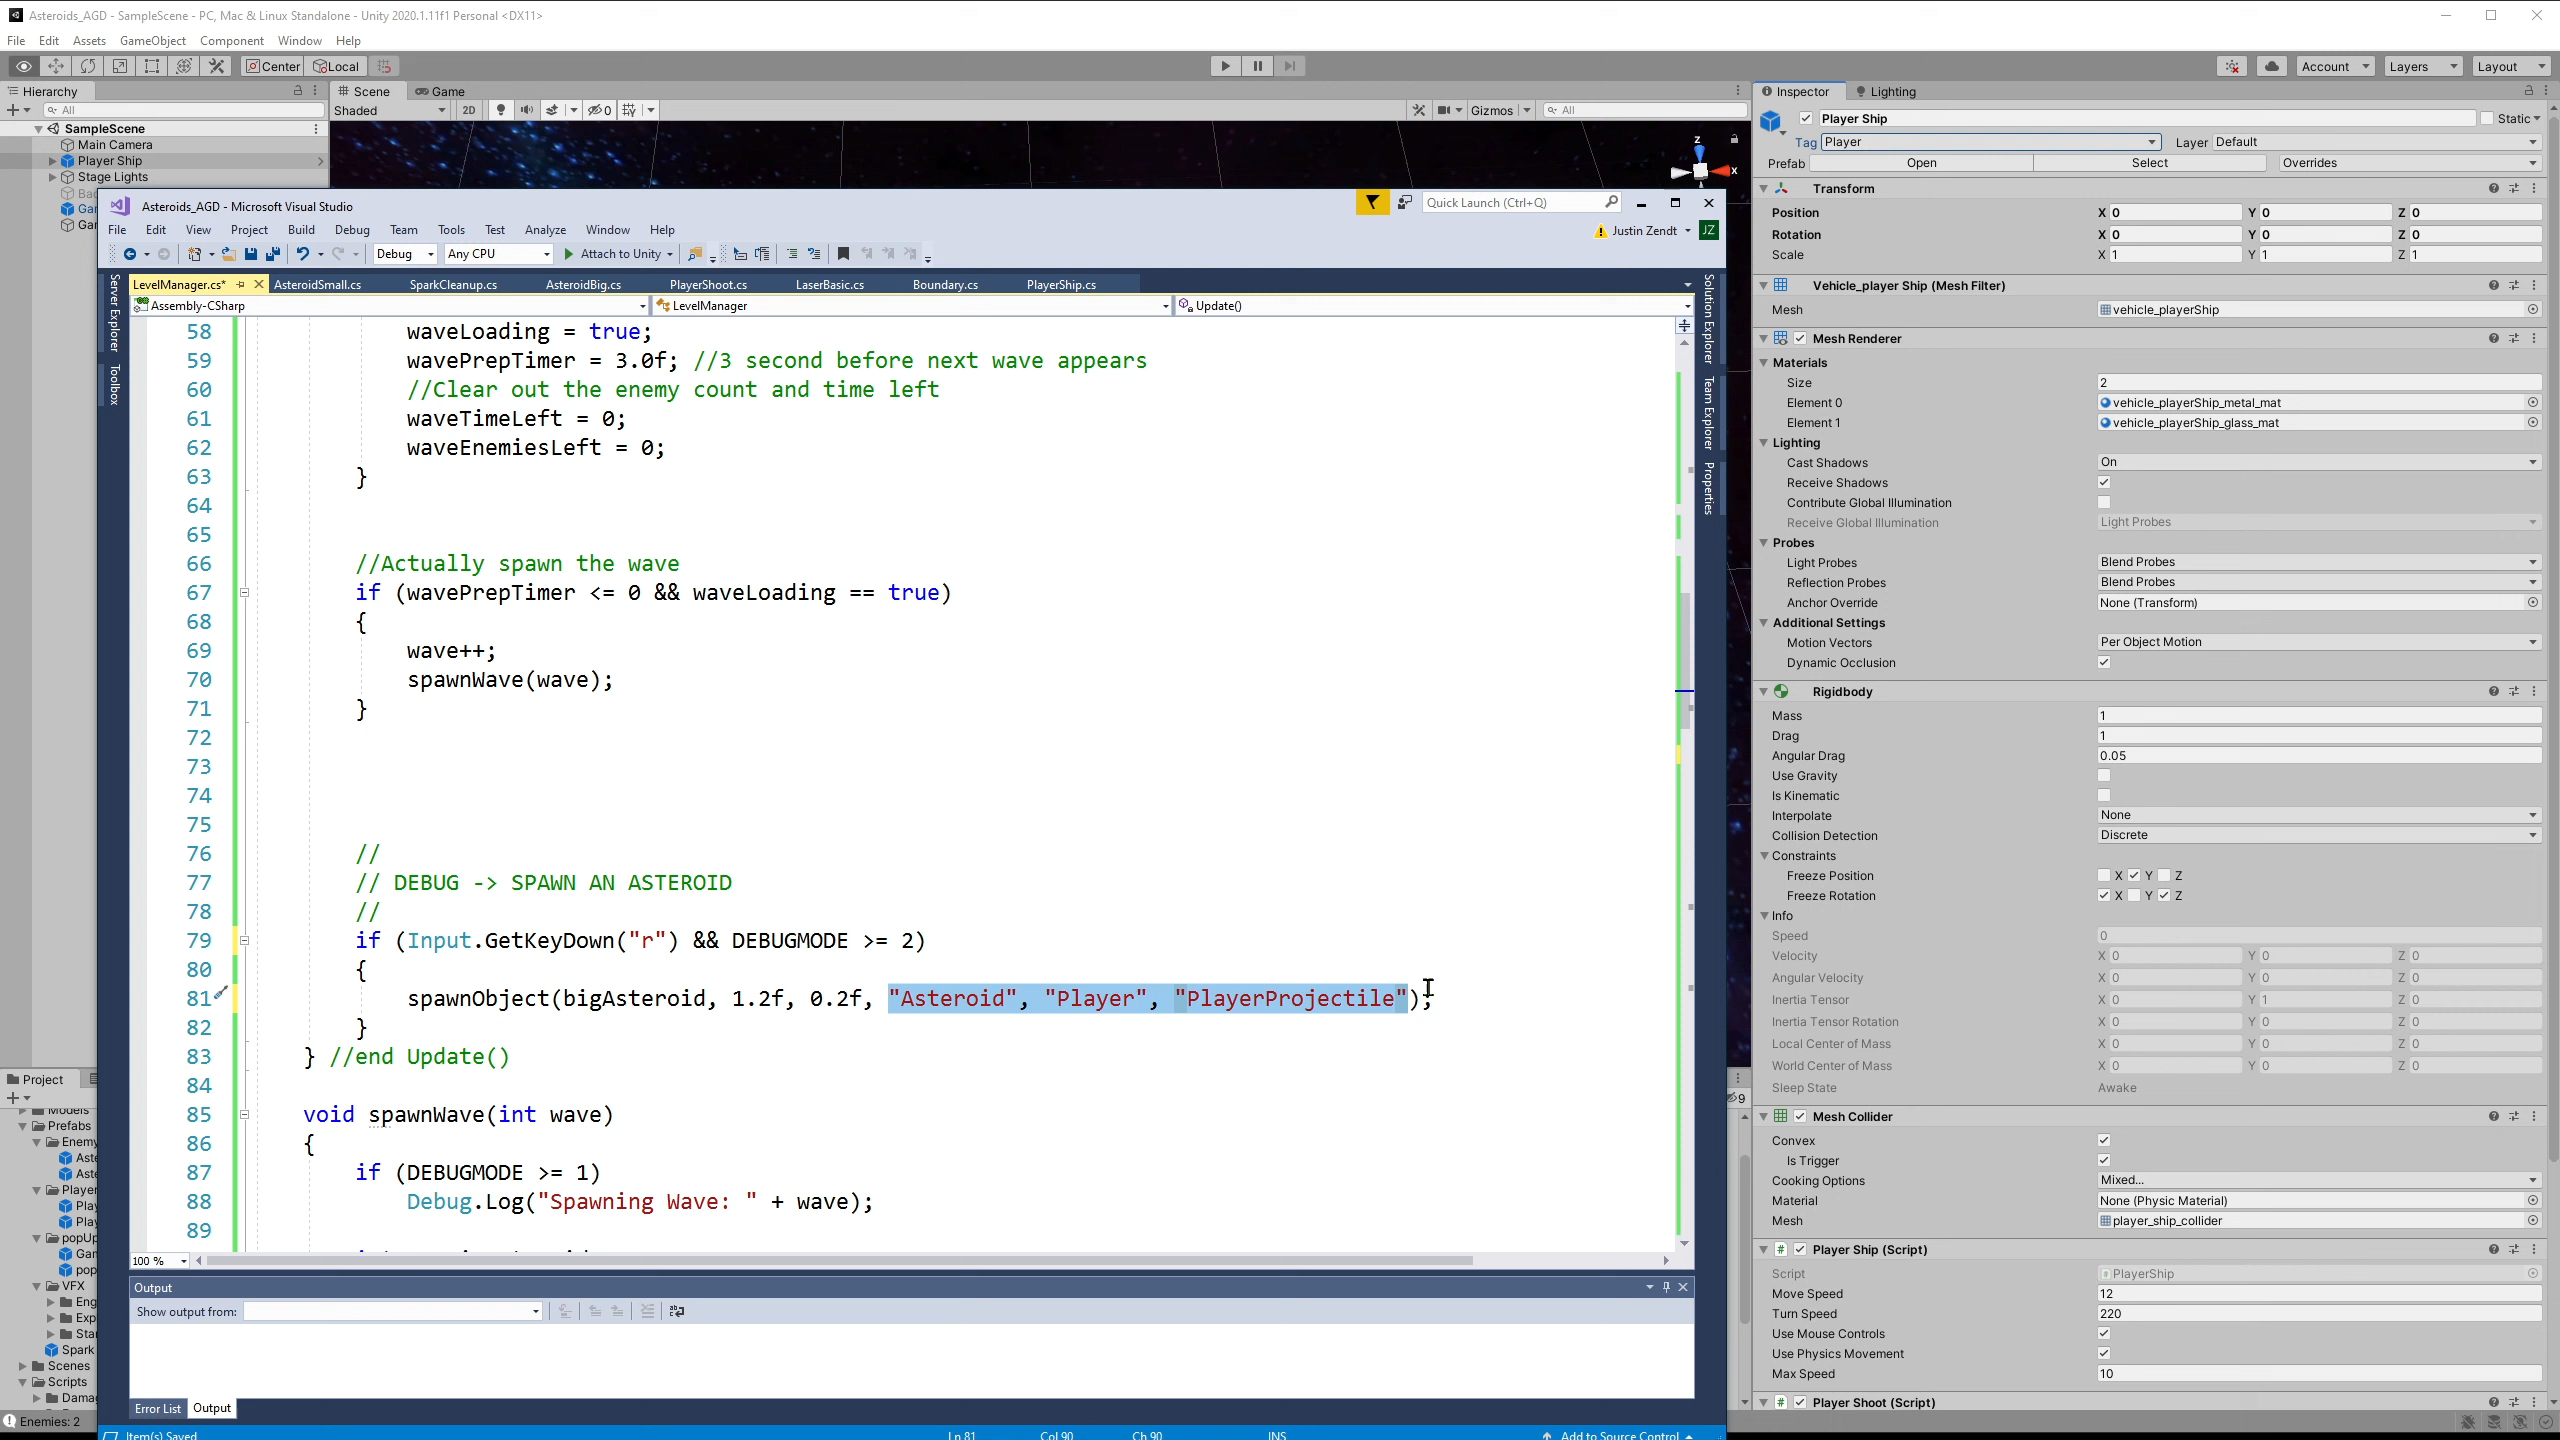 Asteroids_AGD - SampleScene - PC, Mac & Linux Standalone - Unity 2020.1.11f1 Personal <DX11>
File Edit Assets GameObject Component Window Help
Center Local Account Layers Layout
Hierarchy
All
SampleScene
Main Camera
Player Ship
Stage Lights
Scene Game
Shaded 2D 0 Gizmos All
z
x
Asteroids_AGD - Microsoft Visual Studio
Quick Launch (Ctrl+Q)
File Edit View Project Build Debug Team Tools Test Analyze Window Help
Justin Zendt JZ
Debug Any CPU Attach to Unity
LevelManager.cs* AsteroidSmall.cs SparkCleanup.cs AsteroidBig.cs PlayerShoot.cs LaserBasic.cs Boundary.cs PlayerShip.cs
Assembly-CSharp LevelManager Update()
Server Explorer
Toolbox
Solution Explorer
Team Explorer
Properties
58 waveLoading = true;
59 wavePrepTimer = 3.0f; //3 second before next wave appears
60 //Clear out the enemy count and time left
61 waveTimeLeft = 0;
62 waveEnemiesLeft = 0;
63 }
64
65
66 //Actually spawn the wave
67 if (wavePrepTimer <= 0 && waveLoading == true)
68 {
69 wave++;
70 spawnWave(wave);
71 }
72
73
74
75
76 //
77 // DEBUG -> SPAWN AN ASTEROID
78 //
79 if (Input.GetKeyDown("r") && DEBUGMODE >= 2)
80 {
81 spawnObject(bigAsteroid, 1.2f, 0.2f, "Asteroid", "Player", "PlayerProjectile");
82 }
83 } //end Update()
84
85 void spawnWave(int wave)
86 {
87 if (DEBUGMODE >= 1)
88 Debug.Log("Spawning Wave: " + wave);
89
100 %
Output
Show output from:
Error List Output
Item(s) Saved Ln 81 Col 90 Ch 90 INS Add to Source Control
Project
Models
Prefabs
Enemy
Aste
Aste
Player
Play
Play
popUp
Gam
pop
VFX
Eng
Exp
Star
Spark
Scenes
Scripts
Damag
Enemies: 2
9
Inspector Lighting
Player Ship Static
Tag Player Layer Default
Prefab Open Select Overrides
Transform
Position X 0 Y 0 Z 0
Rotation X 0 Y 0 Z 0
Scale X 1 Y 1 Z 1
Vehicle_player Ship (Mesh Filter)
Mesh vehicle_playerShip
Mesh Renderer
Materials
Size 2
Element 0 vehicle_playerShip_metal_mat
Element 1 vehicle_playerShip_glass_mat
Lighting
Cast Shadows On
Receive Shadows
Contribute Global Illumination
Receive Global Illumination Light Probes
Probes
Light Probes Blend Probes
Reflection Probes Blend Probes
Anchor Override None (Transform)
Additional Settings
Motion Vectors Per Object Motion
Dynamic Occlusion
Rigidbody
Mass 1
Drag 1
Angular Drag 0.05
Use Gravity
Is Kinematic
Interpolate None
Collision Detection Discrete
Constraints
Freeze Position X Y Z
Freeze Rotation X Y Z
Info
Speed 0
Velocity X 0 Y 0 Z 0
Angular Velocity X 0 Y 0 Z 0
Inertia Tensor X 0 Y 1 Z 0
Inertia Tensor Rotation X 0 Y 0 Z 0
Local Center of Mass X 0 Y 0 Z 0
World Center of Mass X 0 Y 0 Z 0
Sleep State Awake
Mesh Collider
Convex
Is Trigger
Cooking Options Mixed...
Material None (Physic Material)
Mesh player_ship_collider
Player Ship (Script)
Script PlayerShip
Move Speed 12
Turn Speed 220
Use Mouse Controls
Use Physics Movement
Max Speed 10
Player Shoot (Script)